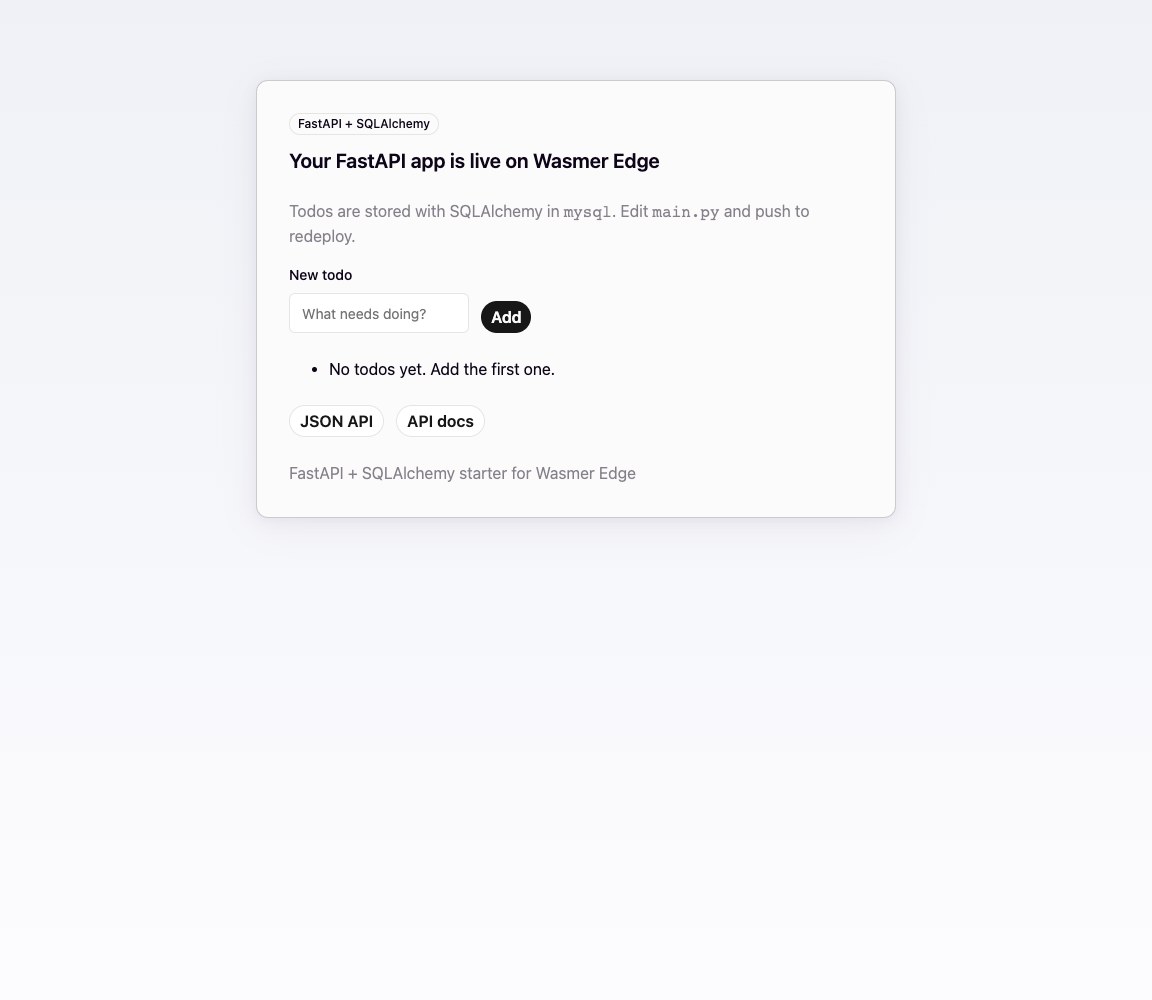 FastAPI + SQLAlchemy
Your FastAPI app is live on Wasmer Edge
Todos are stored with SQLAlchemy in mysql. Edit main.py and push to
redeploy.
New todo
What needs doing?
Add
No todos yet. Add the first one.
JSON API
API docs
FastAPI + SQLAlchemy starter for Wasmer Edge